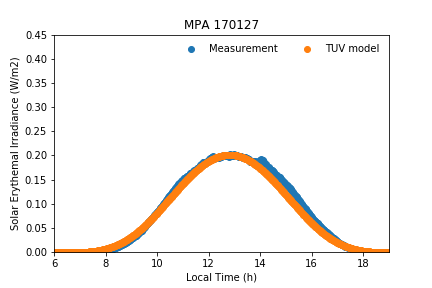 MPA 170127
Measurement
TUV model
Solar Erythemal Irradiance (W/m2)
0.45
0.40
0.35
0.30
0.25
0.20
0.15
0.10
0.05
0.00
6 8 10 12 14 16 18
Local Time (h)